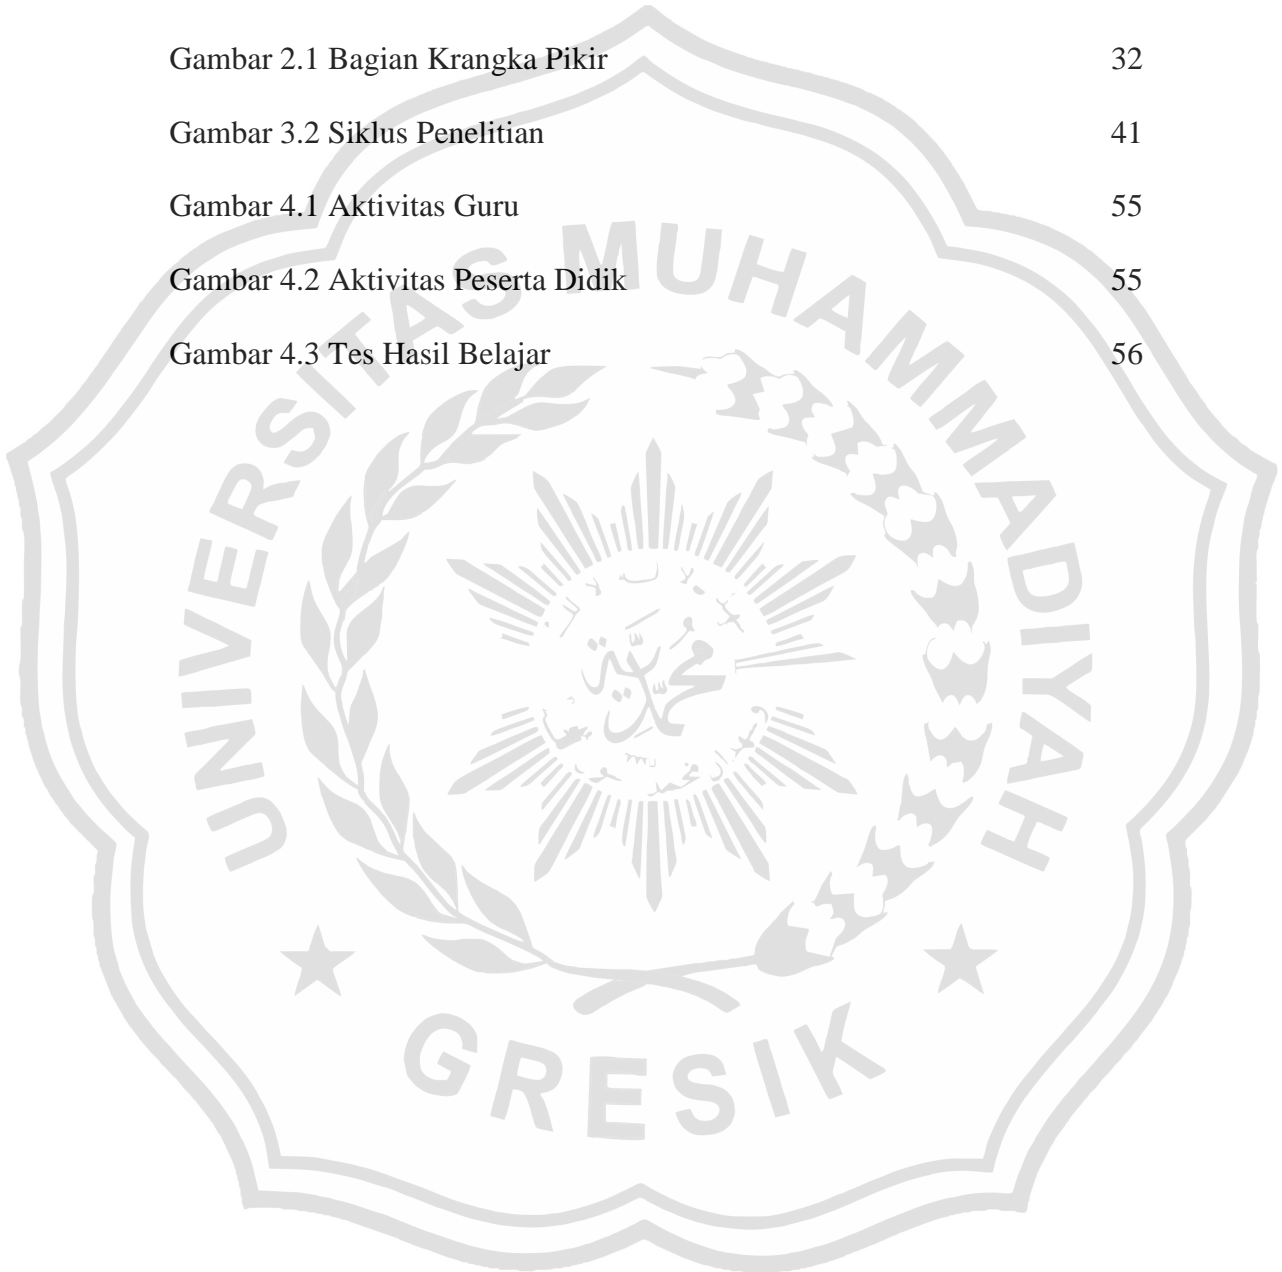 Gambar 2.1 Bagian Krangka Pikir 32
Gambar 3.2 Siklus Penelitian 41
Gambar 4.1 Aktivitas Guru 55
Gambar 4.2 Aktivitas Peserta Didik 55
Gambar 4.3 Tes Hasil Belajar 56
UNIVERSITAS MUHAMMADIYAH
محمدية
GRESIK